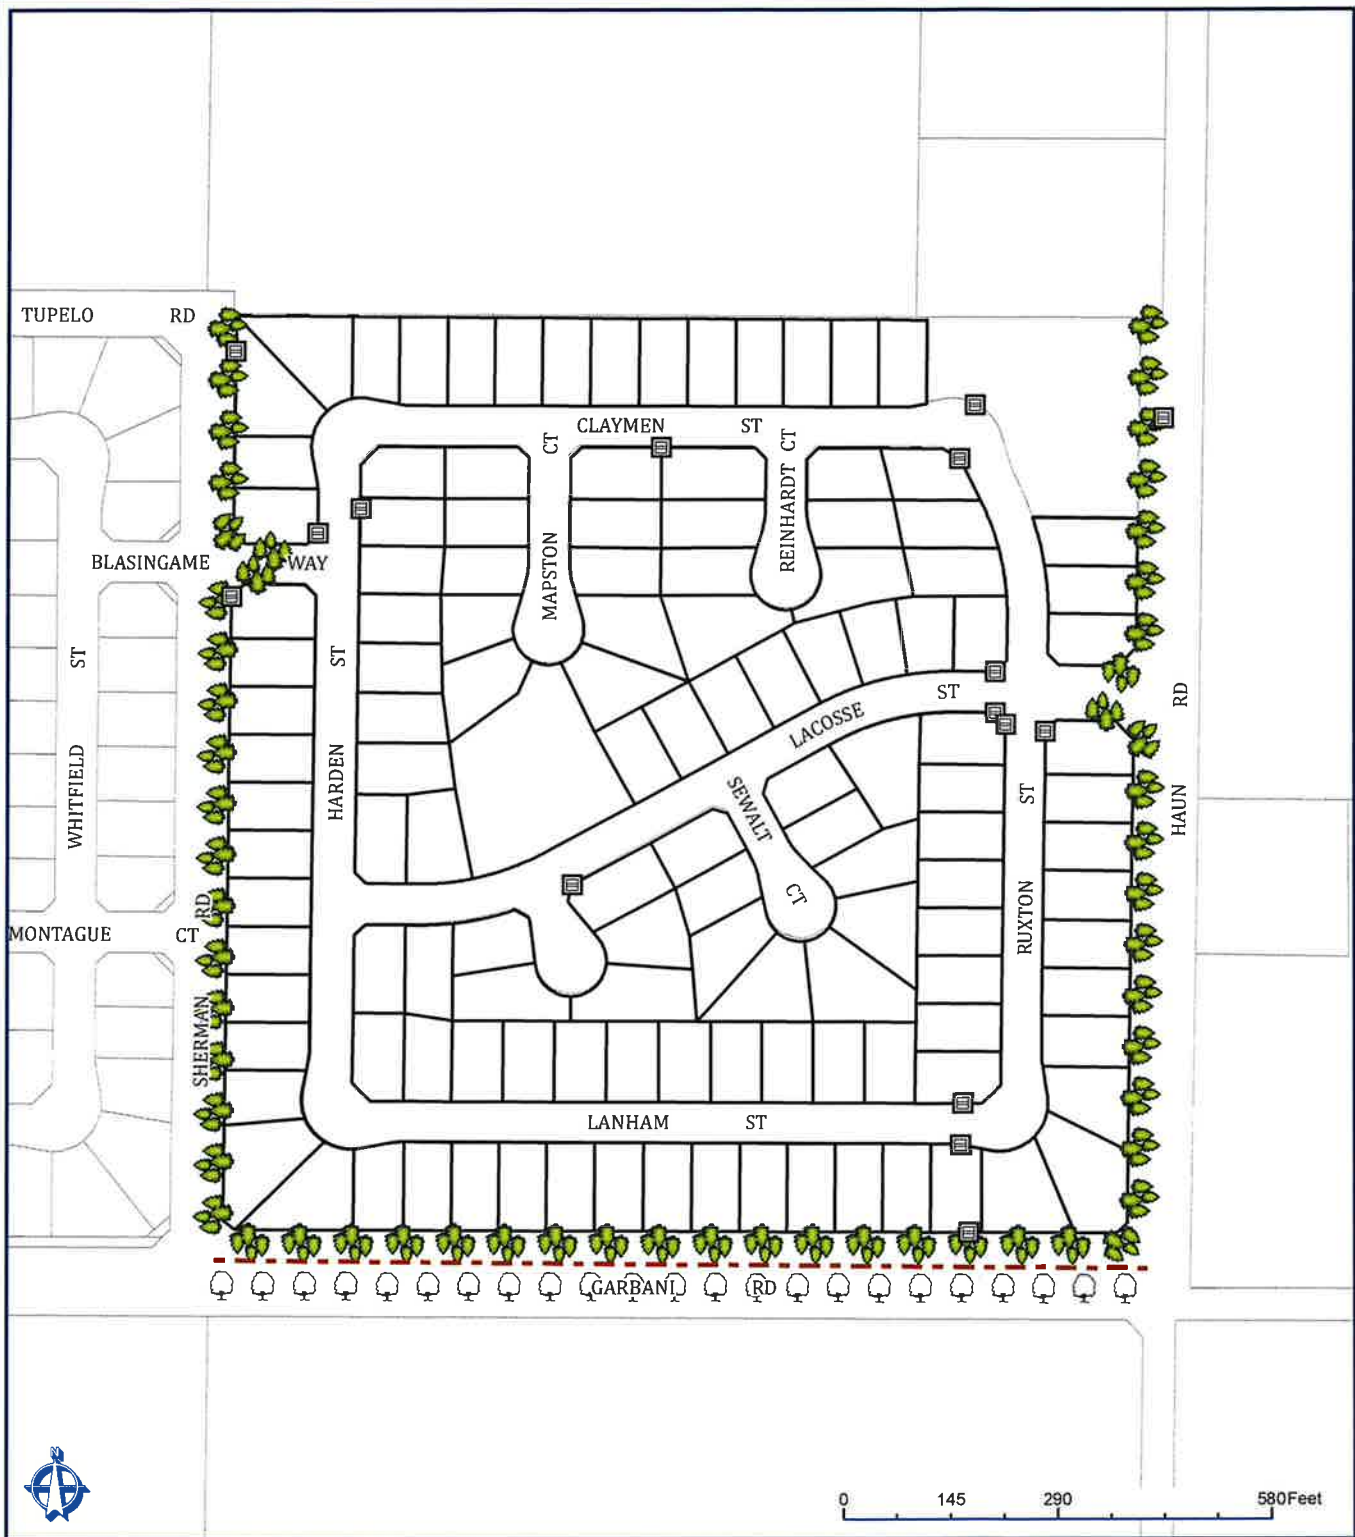 TUPELO RD
CLAYMEN ST
CT
REINHARDT CT
MAPSTON
BLASINGAME WAY
ST
WHITFIELD
ST
HARDEN
LACOSSE ST
SEWALT
CT
ST
RUXTON
RD
HAUN
MONTAGUE CT
RD
SHERMAN
LANHAM ST
GARBANI RD
N
0 145 290 580Feet